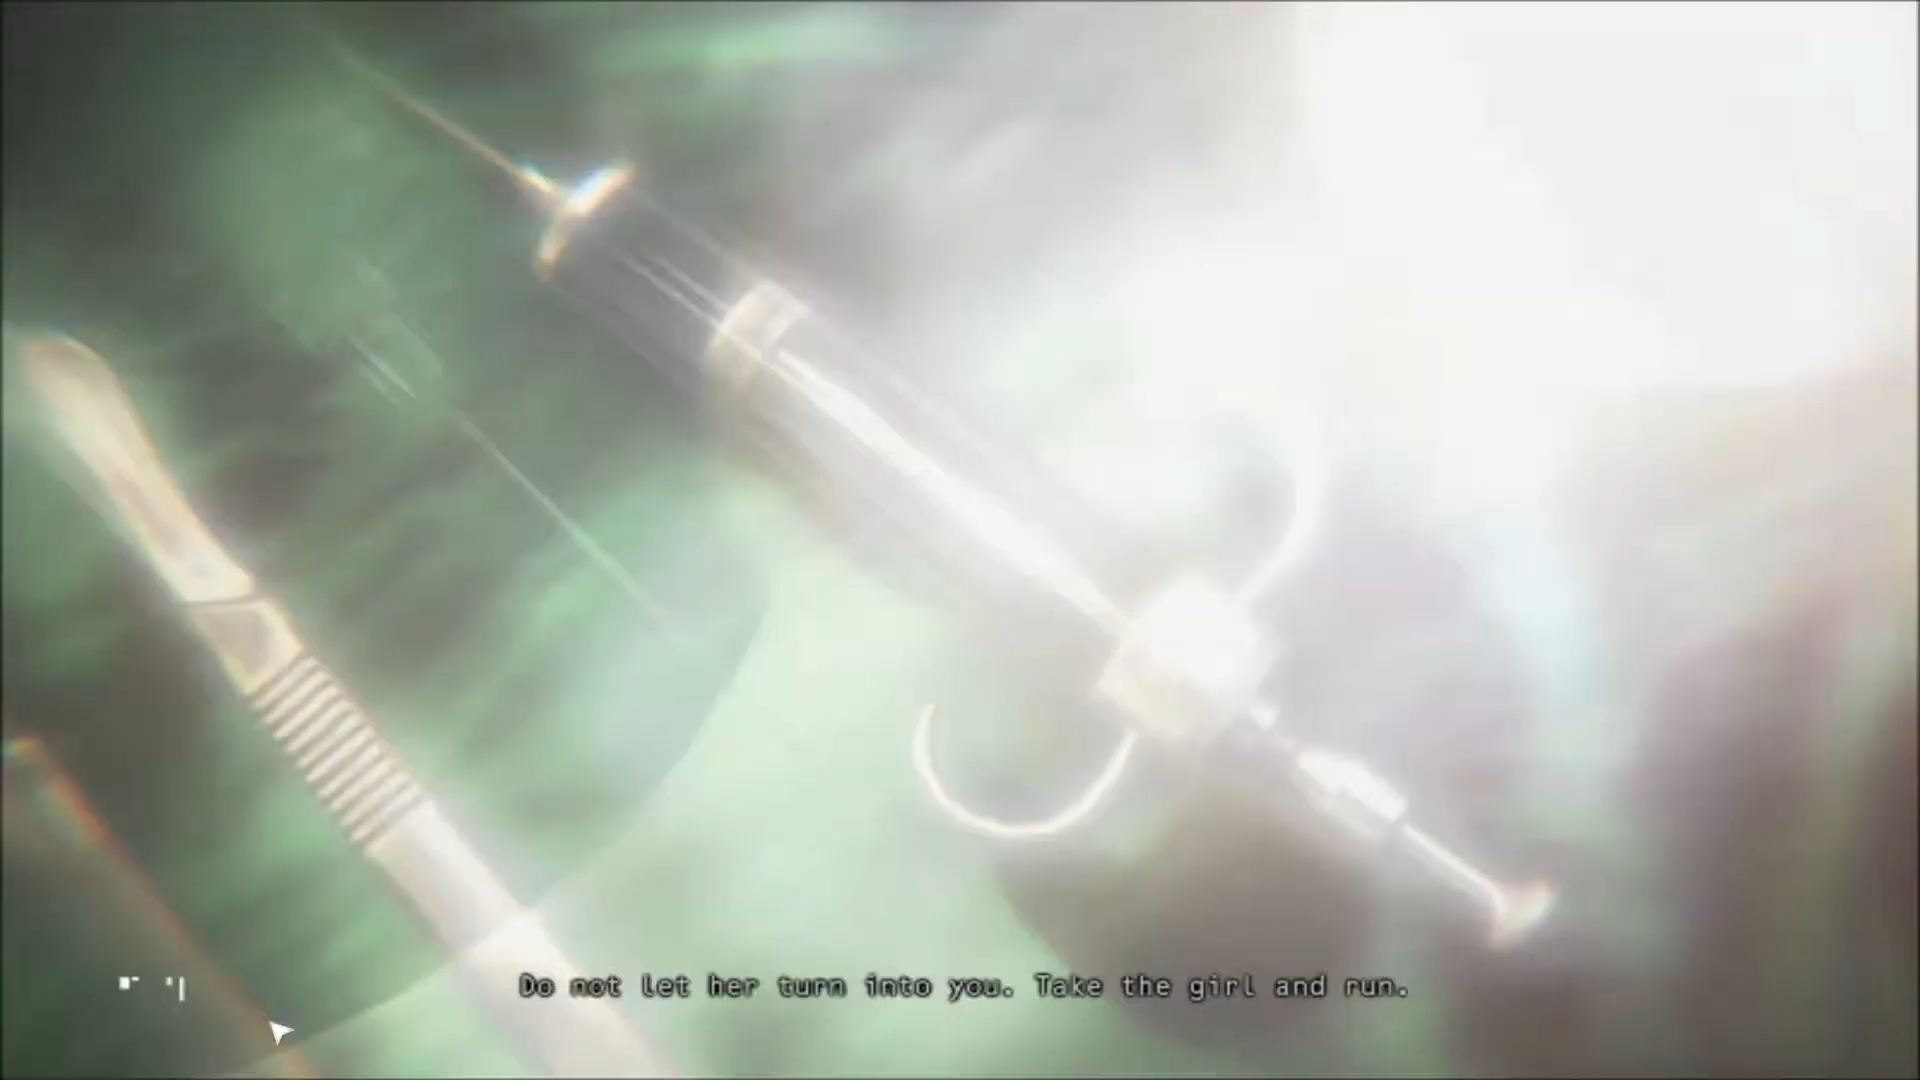 Do not let her turn into you. Take the girl and run.